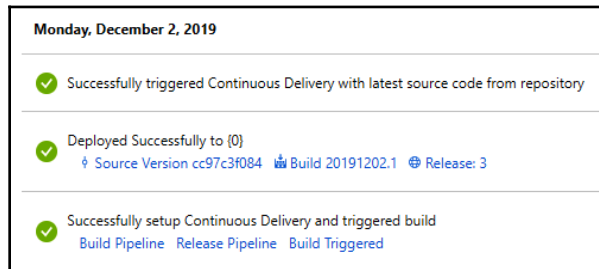 Monday, December 2, 2019
Successfully triggered Continuous Delivery with latest source code from repository
Deployed Successfully to {0}
Source Version cc97c3f084 Build 20191202.1 Release: 3
Successfully setup Continuous Delivery and triggered build
Build Pipeline Release Pipeline Build Triggered